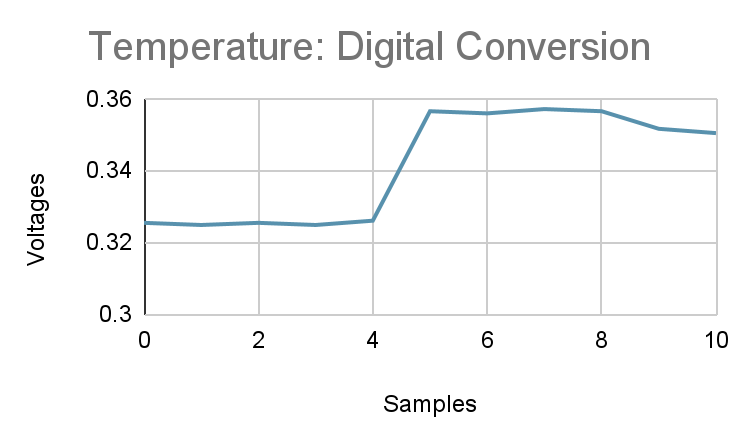 Temperature: Digital Conversion
0.36
0.34
0.32
0.3
Voltages
0 2 4 6 8 10
Samples